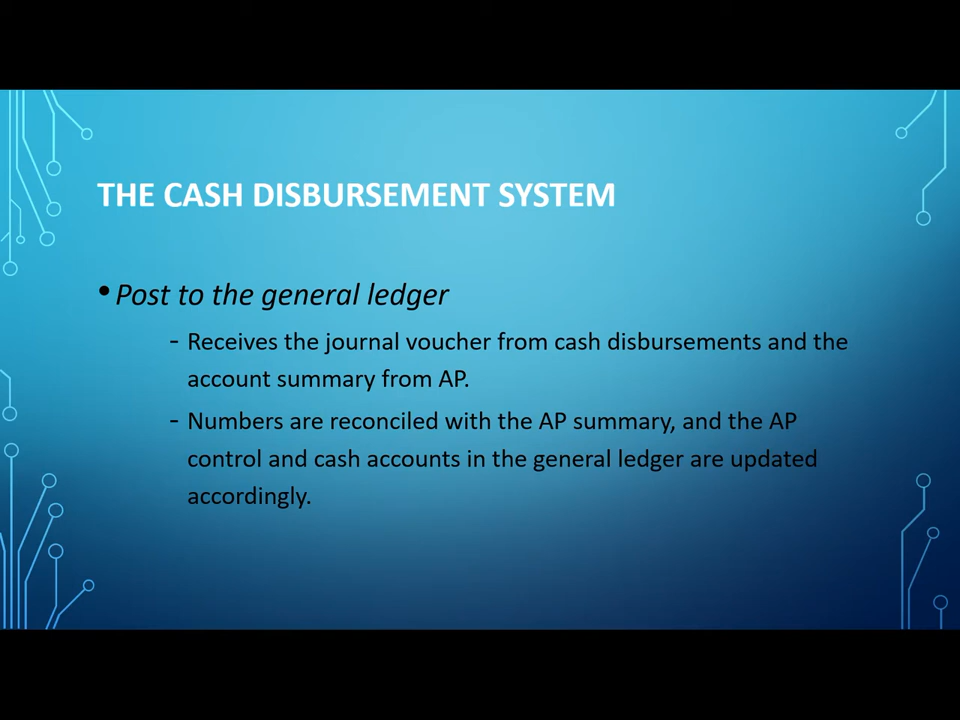 THE CASH DISBURSEMENT SYSTEM
• Post to the general ledger
- Receives the journal voucher from cash disbursements and the
account summary from AP.
- Numbers are reconciled with the AP summary, and the AP
control and cash accounts in the general ledger are updated
accordingly.